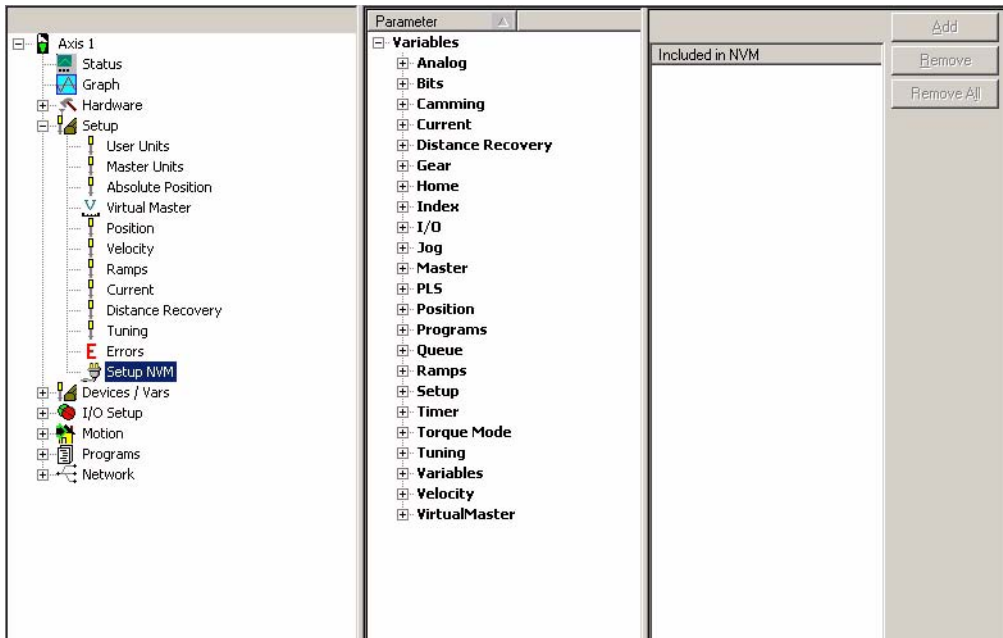 Axis 1
Status
Graph
Hardware
Setup
User Units
Master Units
Absolute Position
Virtual Master
Position
Velocity
Ramps
Current
Distance Recovery
Tuning
E Errors
Setup NVM
Devices / Vars
I/O Setup
Motion
Programs
Network
Parameter
Variables
Analog
Bits
Camming
Current
Distance Recovery
Gear
Home
Index
I/O
Jog
Master
PLS
Position
Programs
Queue
Ramps
Setup
Timer
Torque Mode
Tuning
Variables
Velocity
VirtualMaster
Included in NVM
Add
Remove
Remove All